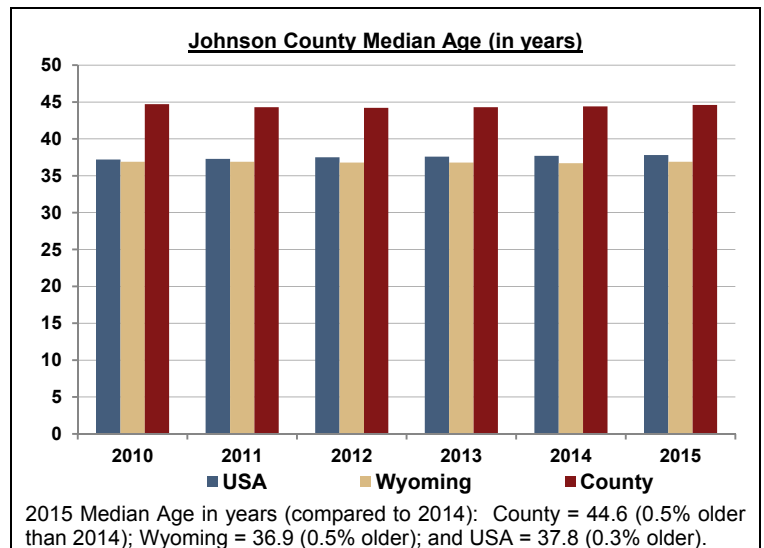 Johnson County Median Age (in years)
50
45
40
35
30
25
20
15
10
5
0
2010 2011 2012 2013 2014 2015
USA Wyoming County
2015 Median Age in years (compared to 2014): County = 44.6 (0.5% older
than 2014); Wyoming = 36.9 (0.5% older); and USA = 37.8 (0.3% older).